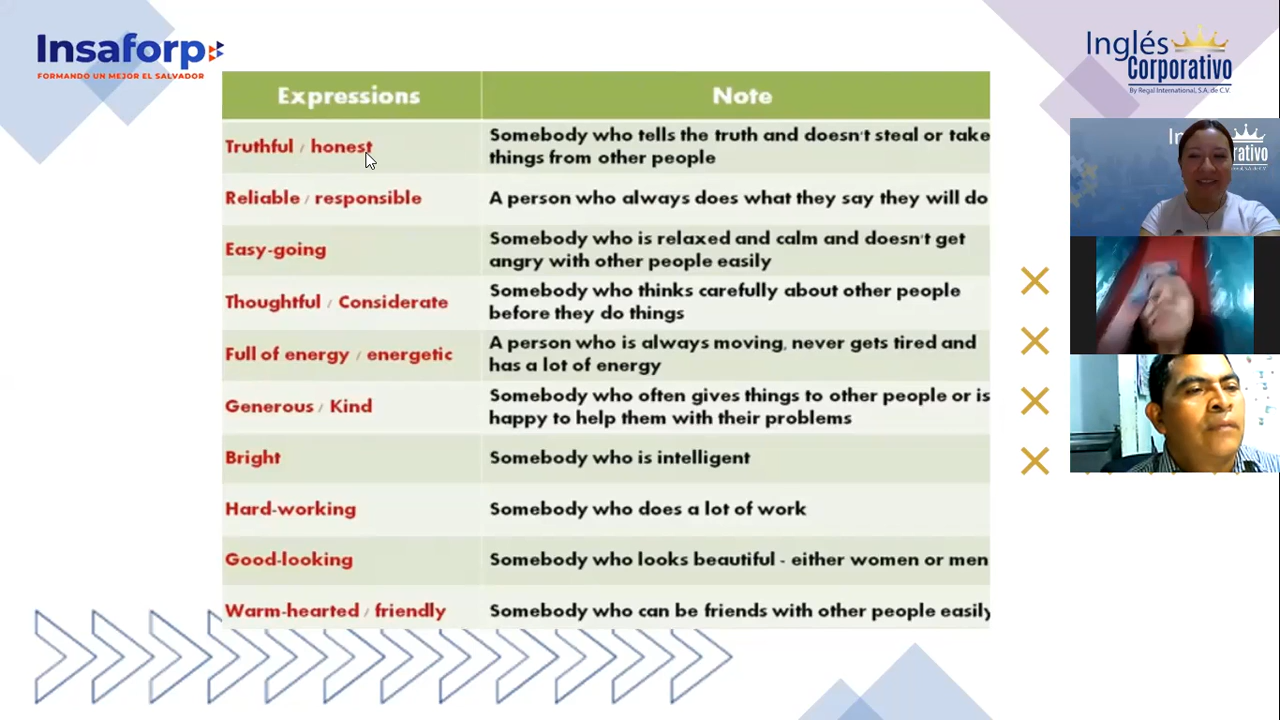 Insaforp
FORMANDO UN MEJOR EL SALVADOR
Inglés
Corporativo
By Regal International, S.A. de C.V.
Expressions
Note
Truthful / honest
Somebody who tells the truth and doesn't steal or take
things from other people
Reliable / responsible
A person who always does what they say they will do
Easy-going
Somebody who is relaxed and calm and doesn't get
angry with other people easily
Thoughtful / Considerate
Somebody who thinks carefully about other people
before they do things
Full of energy / energetic
A person who is always moving, never gets tired and
has a lot of energy
Generous / Kind
Somebody who often gives things to other people or is
happy to help them with their problems
Bright
Somebody who is intelligent
Hard-working
Somebody who does a lot of work
Good-looking
Somebody who looks beautiful - either women or men
Warm-hearted / friendly
Somebody who can be friends with other people easily